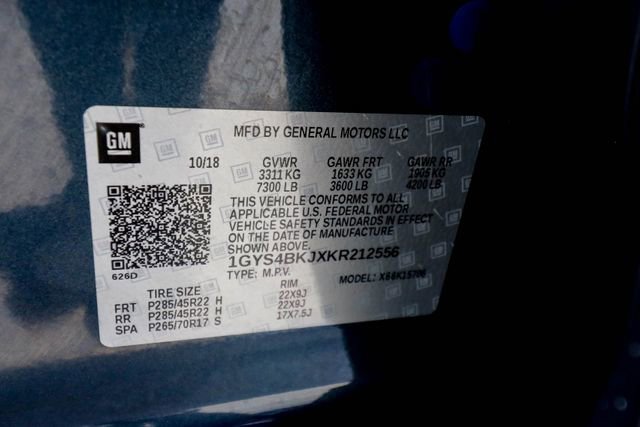 GM MFD BY GENERAL MOTORS LLC
10/18 GVWR GAWR FRT GAWR RR
3311 KG 1633 KG 1905 KG
7300 LB 3600 LB 4200 LB
THIS VEHICLE CONFORMS TO ALL
APPLICABLE U.S. FEDERAL MOTOR
VEHICLE SAFETY STANDARDS IN EFFECT
ON THE DATE OF MANUFACTURE
SHOWN ABOVE.
1GYS4BKJXKR212556
626D TYPE: M.P.V. MODEL: X66K15706
TIRE SIZE RIM
FRT P285/45R22 H 22X9J
RR P285/45R22 H 22X9J
SPA P265/70R17 S 17X7.5J